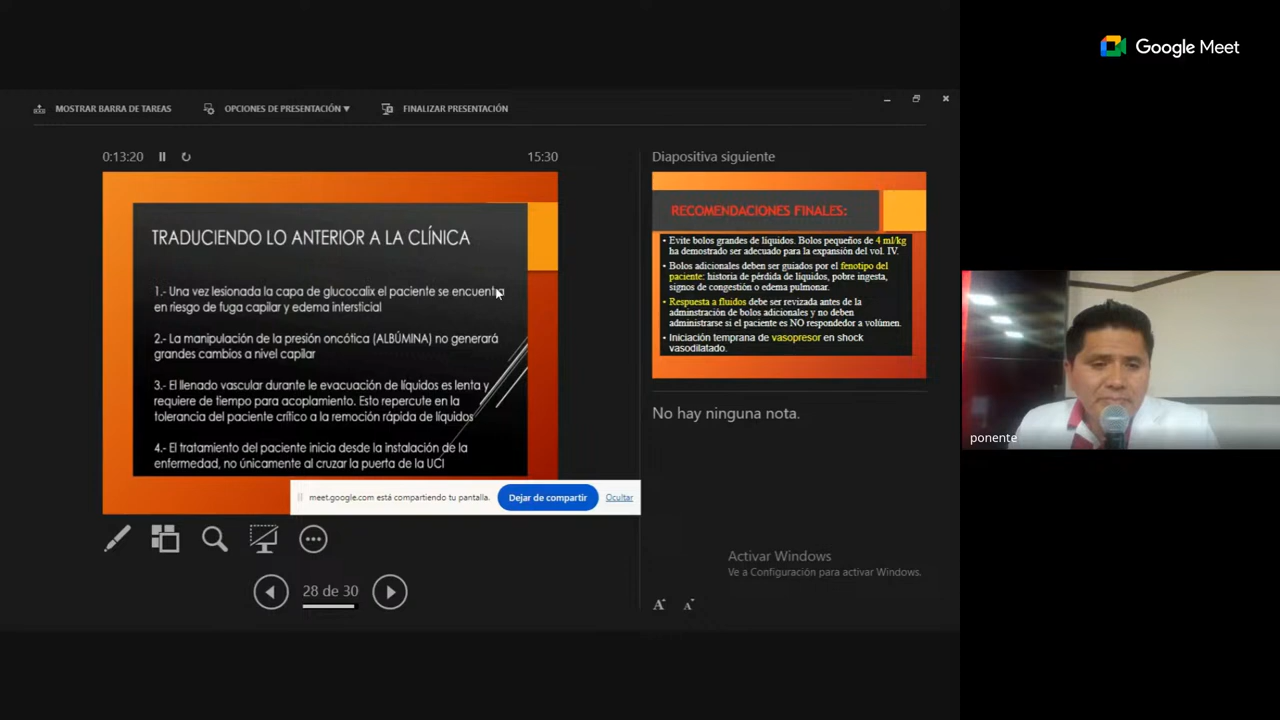 Google Meet
MOSTRAR BARRA DE TAREAS
OPCIONES DE PRESENTACIÓN ▼
FINALIZAR PRESENTACIÓN
0:13:20
15:30
TRADUCIENDO LO ANTERIOR A LA CLÍNICA
1.- Una vez lesionada la capa de glucocalix el paciente se encuentra
en riesgo de fuga capilar y edema intersticial
2.- La manipulación de la presión oncótica (ALBÚMINA) no generará
grandes cambios a nivel capilar
3.- El llenado vascular durante le evacuación de líquidos es lenta y
requiere de tiempo para acoplamiento. Esto repercute en la
tolerancia del paciente crítico a la remoción rápida de líquidos
4.- El tratamiento del paciente inicia desde la instalación de la
enfermedad, no únicamente al cruzar la puerta de la UCI
meet.google.com está compartiendo tu pantalla.
Dejar de compartir
Ocultar
28 de 30
Diapositiva siguiente
RECOMENDACIONES FINALES:
• Evite bolos grandes de líquidos. Bolos pequeños de 4 ml/kg
ha demostrado ser adecuado para la expansión del vol. IV.
• Bolos adicionales deben ser guiados por el fenotipo del
paciente: historia de pérdida de líquidos, pobre ingesta,
signos de congestión o edema pulmonar.
• Respuesta a fluidos debe ser revizada antes de la
adminstración de bolos adicionales y no deben
administrarse si el paciente es NO respondedor a volúmen.
• Iniciación temprana de vasopresor en shock
vasodilatado.
No hay ninguna nota.
Activar Windows
Ve a Configuración para activar Windows.
A A
ponente